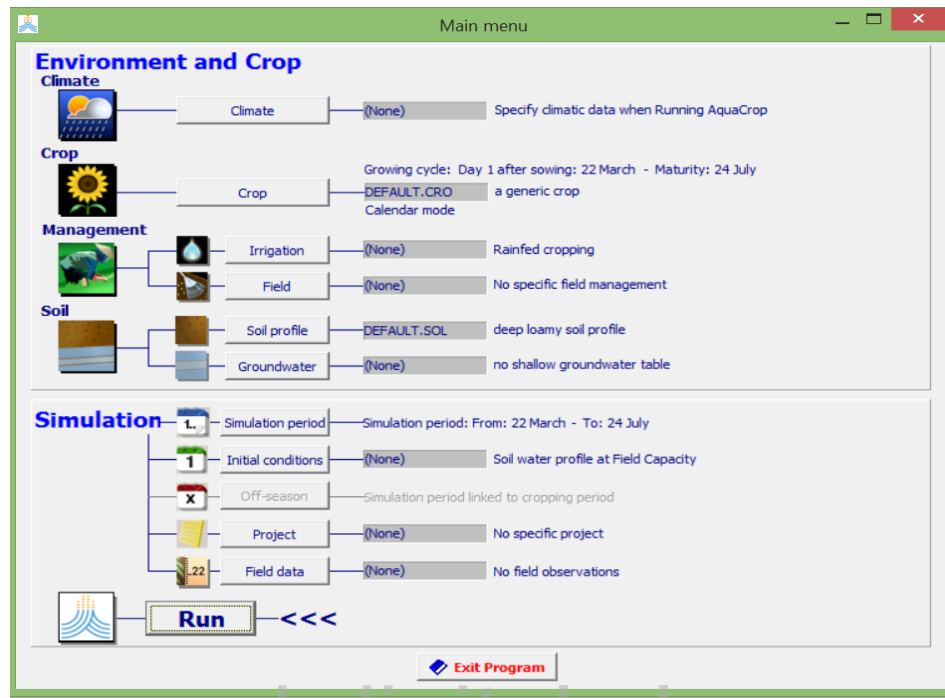 Main menu
Environment and Crop
Climate
Climate (None) Specify climatic data when Running AquaCrop
Crop
Growing cycle: Day 1 after sowing: 22 March - Maturity: 24 July
Crop DEFAULT.CRO a generic crop
Calendar mode
Management
Irrigation (None) Rainfed cropping
Field (None) No specific field management
Soil
Soil profile DEFAULT.SOL deep loamy soil profile
Groundwater (None) no shallow groundwater table
Simulation 1.. Simulation period Simulation period: From: 22 March - To: 24 July
1 Initial conditions (None) Soil water profile at Field Capacity
X Off-season Simulation period linked to cropping period
Project (None) No specific project
.22 Field data (None) No field observations
Run <<<
Exit Program